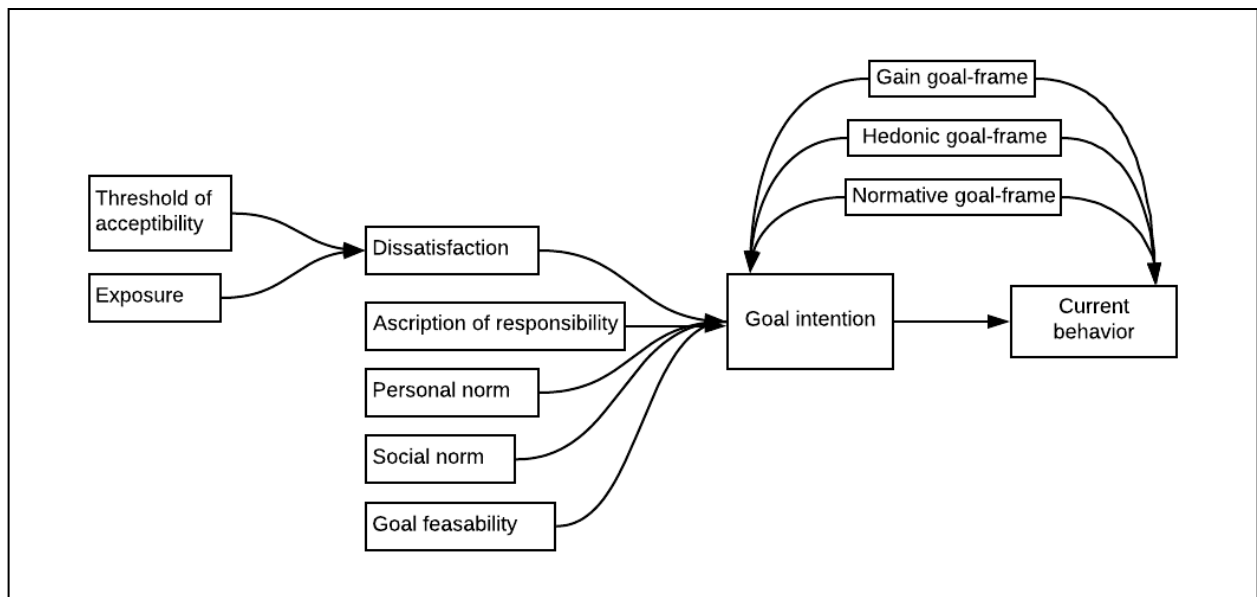 Gain goal-frame
Hedonic goal-frame
Normative goal-frame
Threshold of
acceptibility
Exposure
Dissatisfaction
Ascription of responsibility
Personal norm
Social norm
Goal feasability
Goal intention
Current
behavior